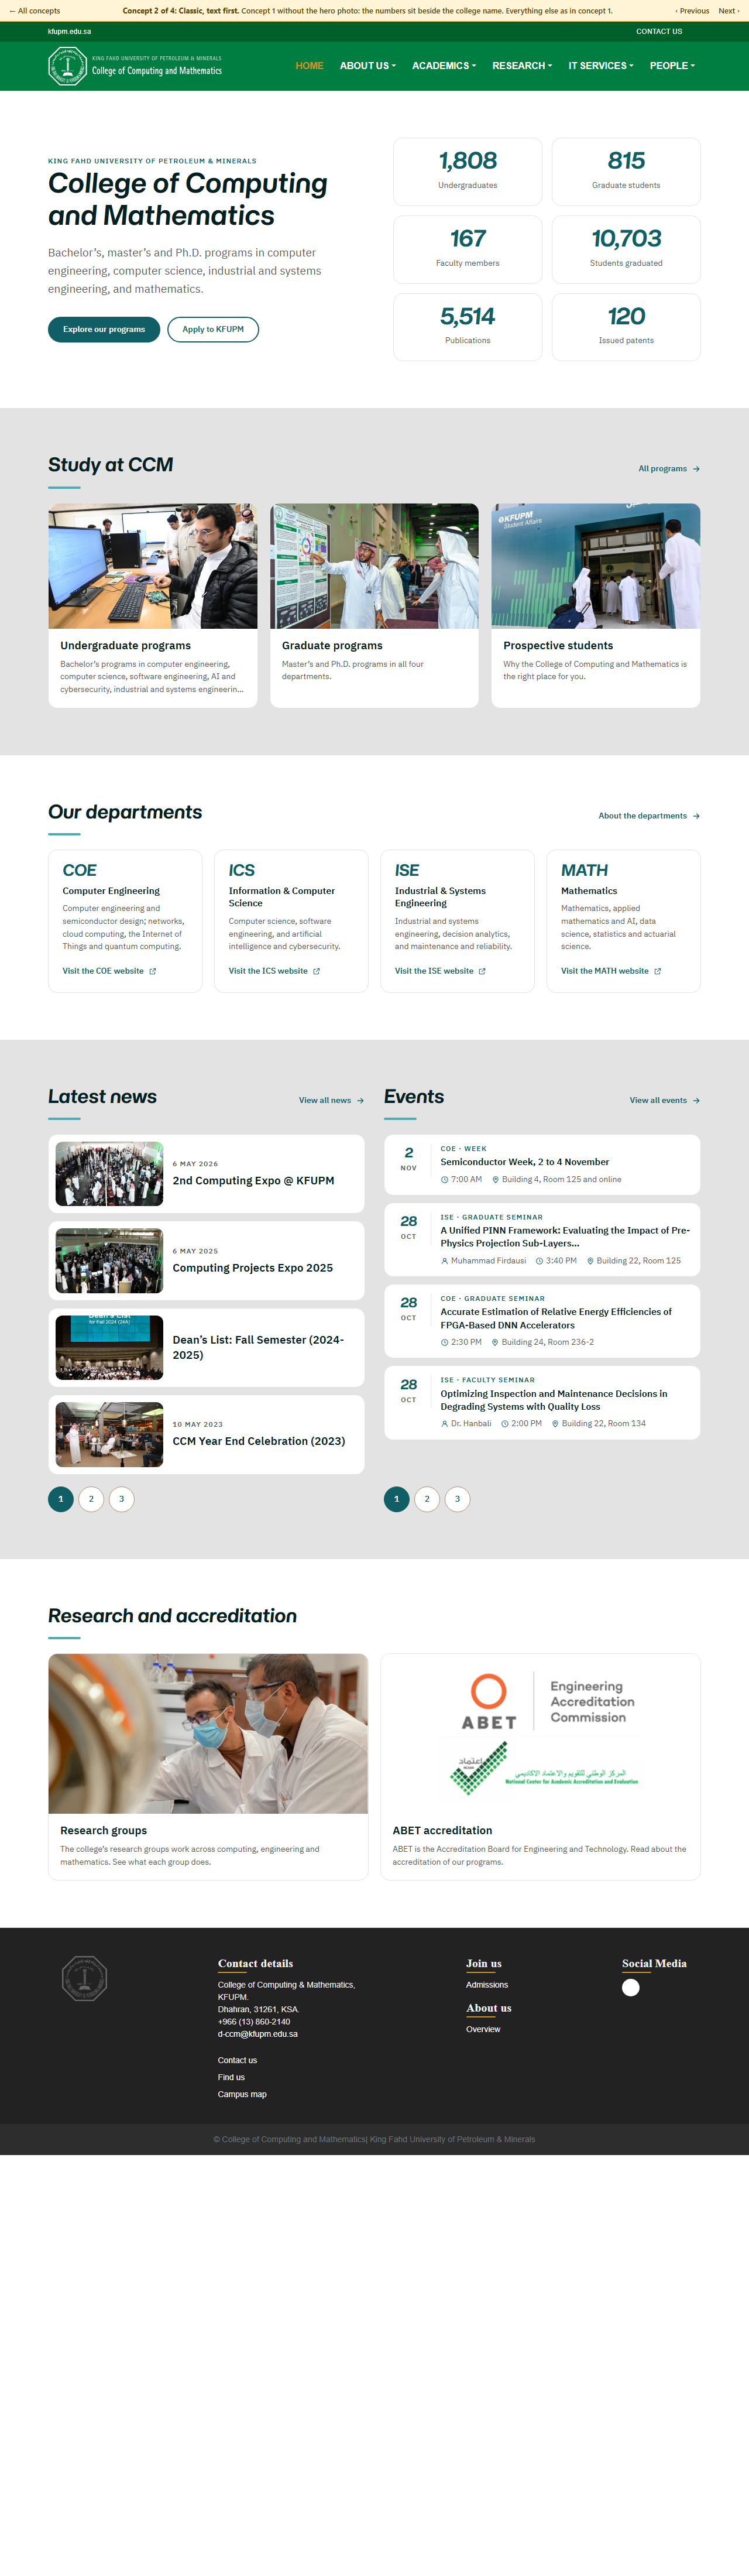 ← All concepts
Concept 2 of 4: Classic, text first. Concept 1 without the hero photo: the numbers sit beside the college name. Everything else as in concept 1.
‹ Previous
Next ›
kfupm.edu.sa
CONTACT US
KING FAHD UNIVERSITY OF PETROLEUM & MINERALS
College of Computing and Mathematics
HOME
ABOUT US
ACADEMICS
RESEARCH
IT SERVICES
PEOPLE
KING FAHD UNIVERSITY OF PETROLEUM & MINERALS
College of Computing
and Mathematics
Bachelor’s, master’s and Ph.D. programs in computer
engineering, computer science, industrial and systems
engineering, and mathematics.
Explore our programs
Apply to KFUPM
1,808
Undergraduates
815
Graduate students
167
Faculty members
10,703
Students graduated
5,514
Publications
120
Issued patents
Study at CCM
All programs →
KFUPM
Student Affairs
Undergraduate programs
Bachelor’s programs in computer engineering,
computer science, software engineering, AI and
cybersecurity, industrial and systems engineerin...
Graduate programs
Master’s and Ph.D. programs in all four
departments.
Prospective students
Why the College of Computing and Mathematics is
the right place for you.
Our departments
About the departments →
COE
Computer Engineering
Computer engineering and
semiconductor design; networks,
cloud computing, the Internet of
Things and quantum computing.
Visit the COE website
ICS
Information & Computer
Science
Computer science, software
engineering, and artificial
intelligence and cybersecurity.
Visit the ICS website
ISE
Industrial & Systems
Engineering
Industrial and systems
engineering, decision analytics,
and maintenance and reliability.
Visit the ISE website
MATH
Mathematics
Mathematics, applied
mathematics and AI, data
science, statistics and actuarial
science.
Visit the MATH website
Latest news
View all news →
6 MAY 2026
2nd Computing Expo @ KFUPM
6 MAY 2025
Computing Projects Expo 2025
Dean's List
for Fall 2024 (24A)
Dean’s List: Fall Semester (2024-
2025)
10 MAY 2023
CCM Year End Celebration (2023)
1
2
3
Events
View all events →
2
NOV
COE · WEEK
Semiconductor Week, 2 to 4 November
7:00 AM
Building 4, Room 125 and online
28
OCT
ISE · GRADUATE SEMINAR
A Unified PINN Framework: Evaluating the Impact of Pre-
Physics Projection Sub-Layers...
Muhammad Firdausi
3:40 PM
Building 22, Room 125
28
OCT
COE · GRADUATE SEMINAR
Accurate Estimation of Relative Energy Efficiencies of
FPGA-Based DNN Accelerators
2:30 PM
Building 24, Room 236-2
28
OCT
ISE · FACULTY SEMINAR
Optimizing Inspection and Maintenance Decisions in
Degrading Systems with Quality Loss
Dr. Hanbali
2:00 PM
Building 22, Room 134
1
2
3
Research and accreditation
ABET
Engineering
Accreditation
Commission
اعتماد
المركز الوطني للتقويم والاعتماد الأكاديمي
National Center for Academic Accreditation and Evaluation
Research groups
The college’s research groups work across computing, engineering and
mathematics. See what each group does.
ABET accreditation
ABET is the Accreditation Board for Engineering and Technology. Read about the
accreditation of our programs.
Contact details
College of Computing & Mathematics,
KFUPM.
Dhahran, 31261, KSA.
+966 (13) 860-2140
d-ccm@kfupm.edu.sa
Contact us
Find us
Campus map
Join us
Admissions
About us
Overview
Social Media
© College of Computing and Mathematics| King Fahd University of Petroleum & Minerals